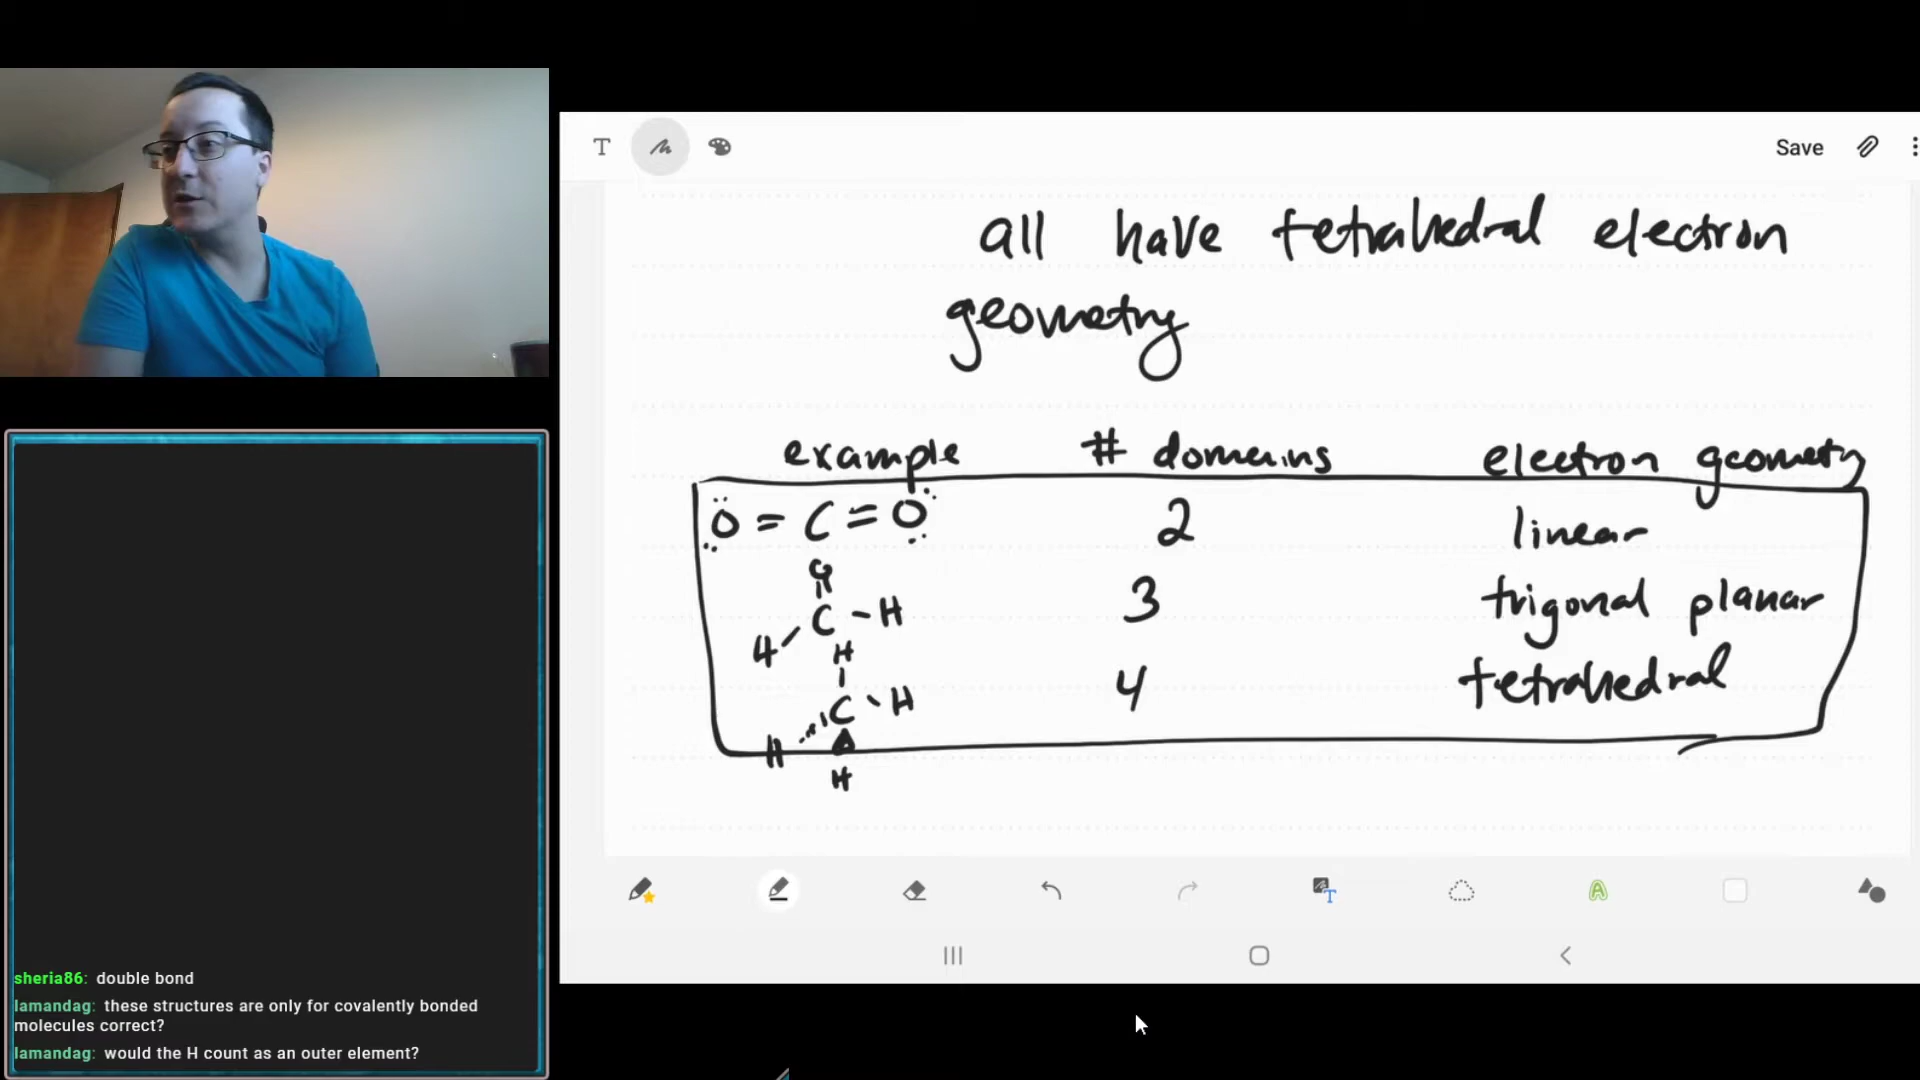 T
Save
all have tetrahedral electron
geometry
example # domains electron geometry
Ö = C = O 2 linear
O
C - H 3 trigonal planar
H
H
C H 4 tetrahedral
H
H
T A
sheria86: double bond
lamandag: these structures are only for covalently bonded
molecules correct?
lamandag: would the H count as an outer element?